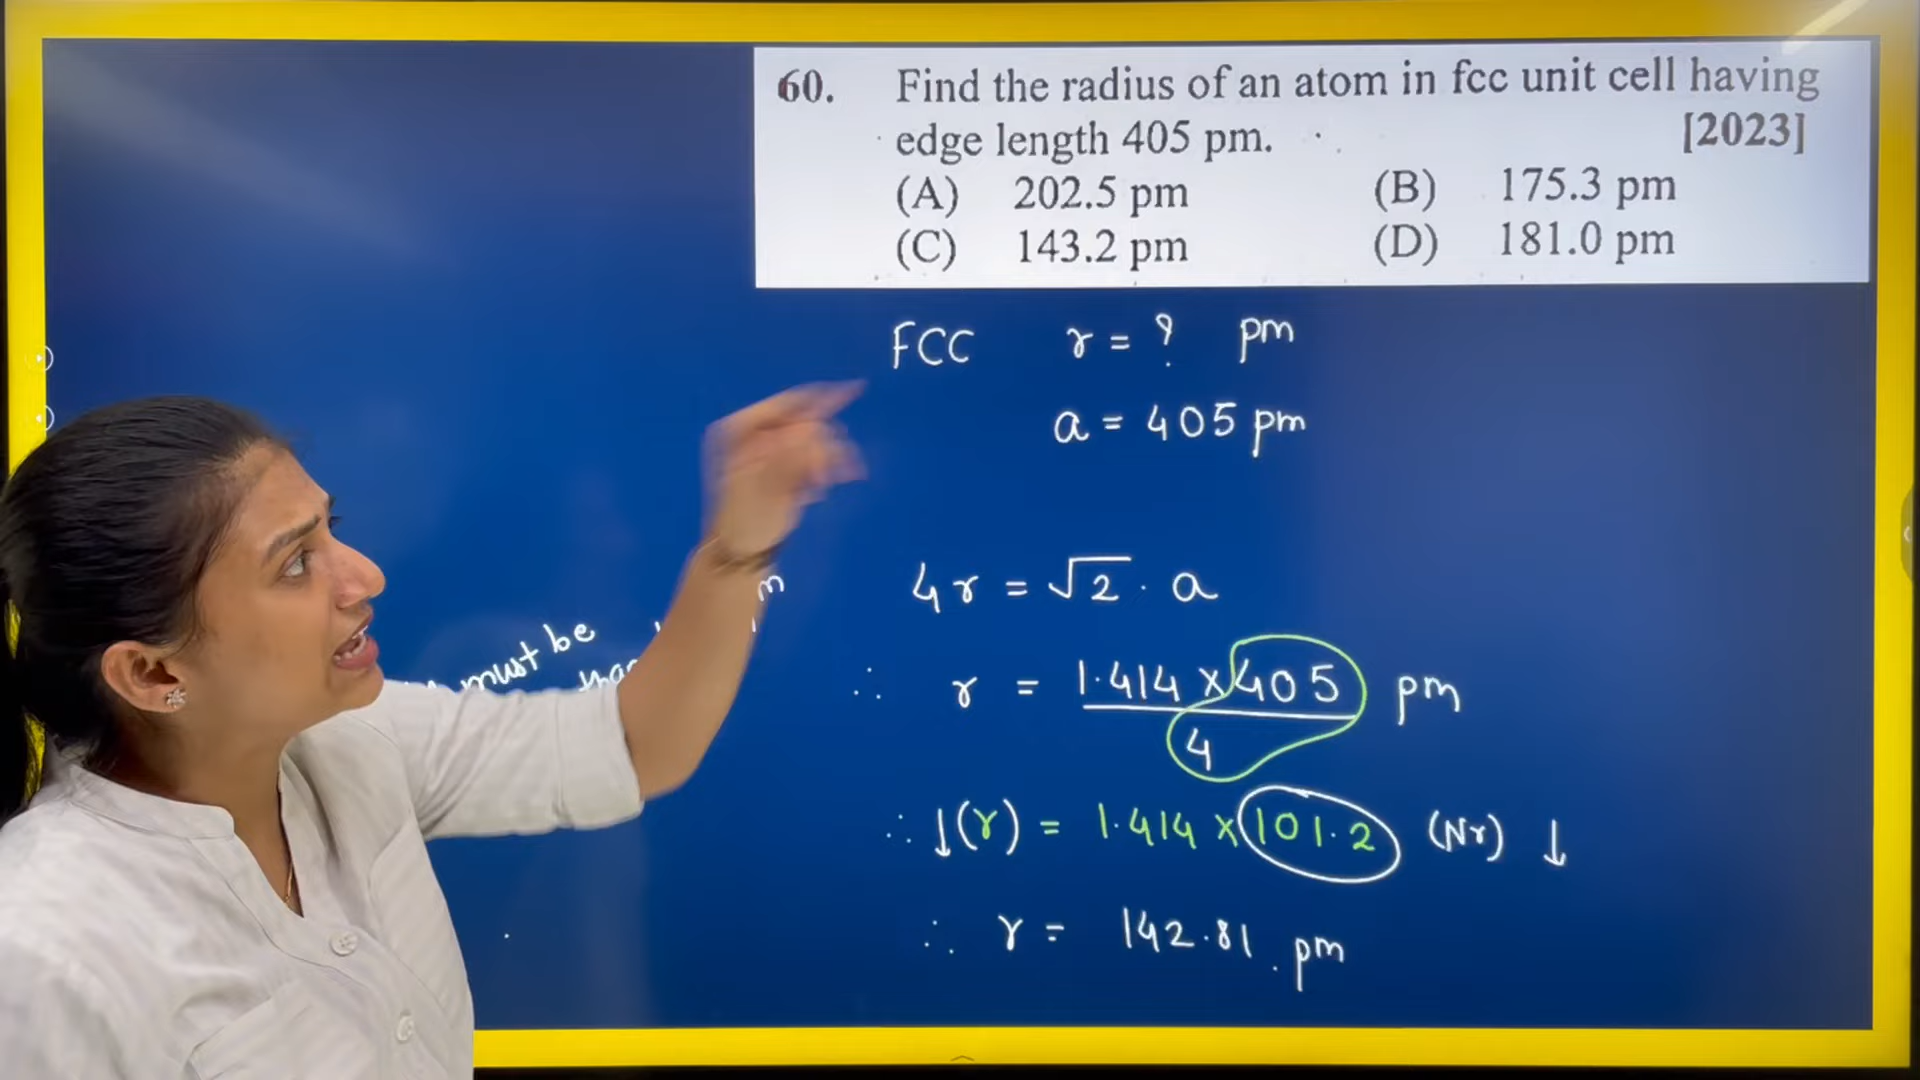 60. Find the radius of an atom in fcc unit cell having
edge length 405 pm. [2023]
(A) 202.5 pm (B) 175.3 pm
(C) 143.2 pm (D) 181.0 pm
FCC r = ? pm
a = 405 pm
4r = √2 · a
∴ r = 1.414 × 405 / 4 pm
∴ ↓(r) = 1.414 × 101.2 (Nr) ↓
∴ r = 142.81 pm
must be